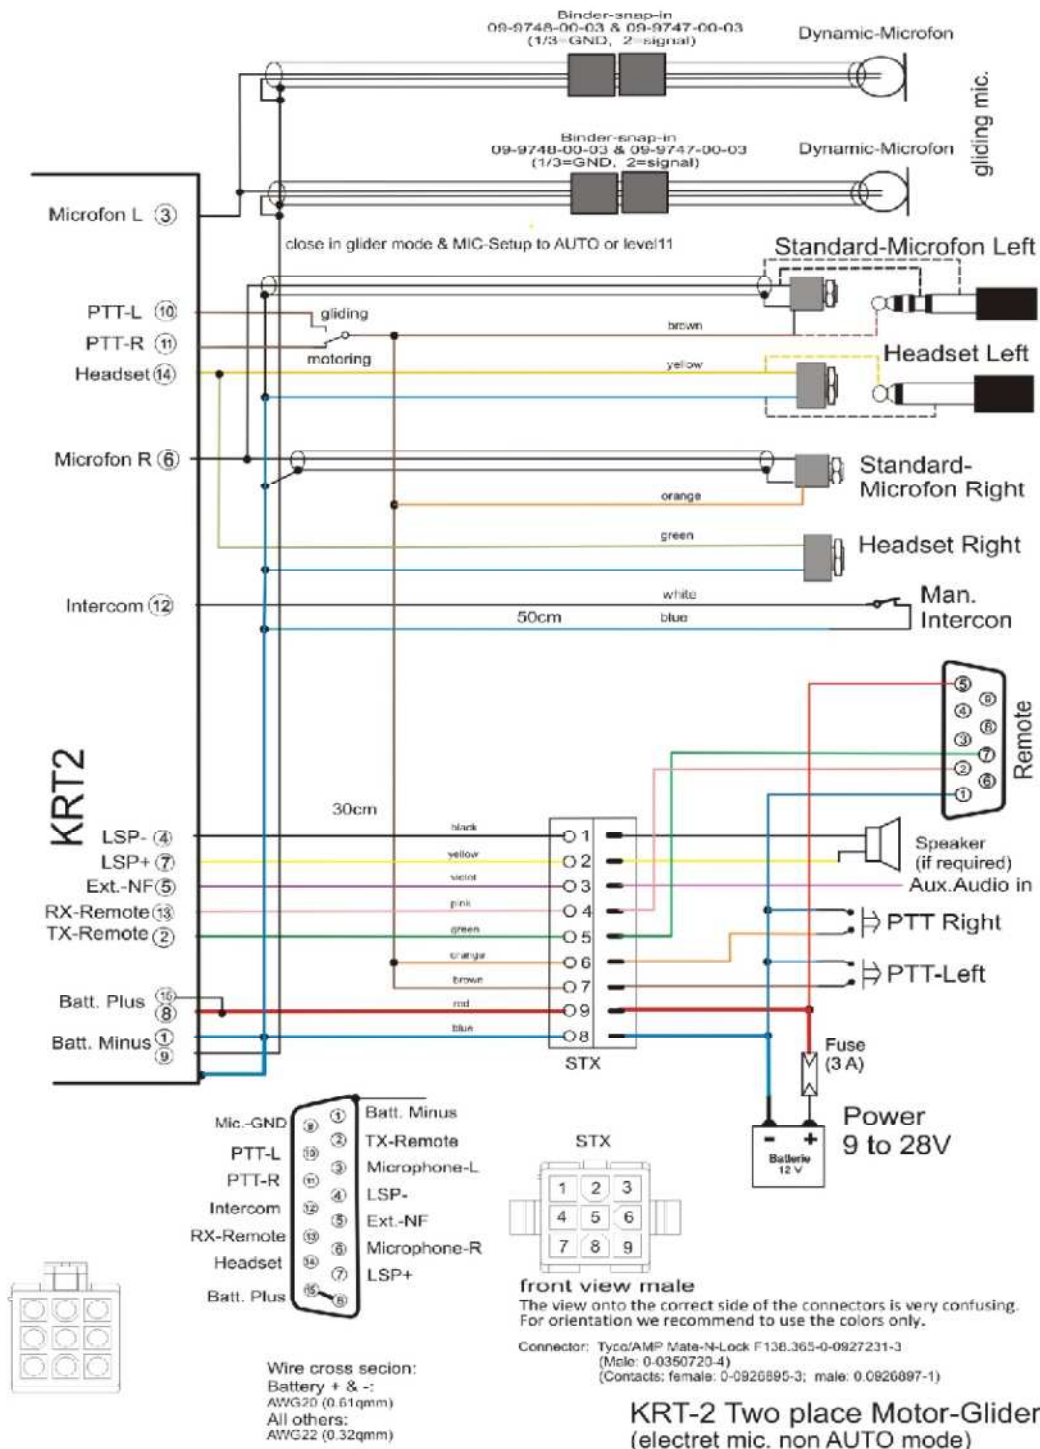 Binder-snap-in
09-9748-00-03 & 09-9747-00-03
(1/3=GND, 2=signal)
Dynamic-Microfon
gliding mic.
Binder-snap-in
09-9748-00-03 & 09-9747-00-03
(1/3=GND, 2=signal)
Dynamic-Microfon
Microfon L 3
close in glider mode & MIC-Setup to AUTO or level11
Standard-Microfon Left
PTT-L 10
gliding
brown
PTT-R 11
motoring
Headset Left
yellow
Headset 14
Microfon R 6
Standard-
Microfon Right
orange
green
Headset Right
Intercom 12
white
Man.
Intercon
50cm
blue
5
9
4
8
3
7
2
6
1
Remote
KRT2
30cm
LSP- 4
black
1
Speaker
(if required)
LSP+ 7
yellow
2
Ext.-NF 5
violet
3
Aux.Audio in
RX-Remote 13
pink
4
PTT Right
TX-Remote 2
green
5
orange
6
PTT-Left
brown
7
Batt. Plus 15
8
red
9
Batt. Minus 1
9
blue
8
STX
Fuse
(3 A)
Power
9 to 28V
- +
Batterie
12 V
1 Batt. Minus
Mic.-GND 9
2 TX-Remote
PTT-L 10
3 Microphone-L
PTT-R 11
4 LSP-
Intercom 12
5 Ext.-NF
RX-Remote 13
6 Microphone-R
Headset 14
7 LSP+
Batt. Plus 15
8
STX
1 2 3
4 5 6
7 8 9
front view male
The view onto the correct side of the connectors is very confusing.
For orientation we recommend to use the colors only.
Connector: Tyco/AMP Mate-N-Lock F138.365-0-0927231-3
(Male: 0-0350720-4)
(Contacts: female: 0-0926895-3; male: 0.0926897-1)
Wire cross secion:
Battery + & -:
AWG20 (0.61qmm)
All others:
AWG22 (0.32qmm)
KRT-2 Two place Motor-Glider
(electret mic. non AUTO mode)